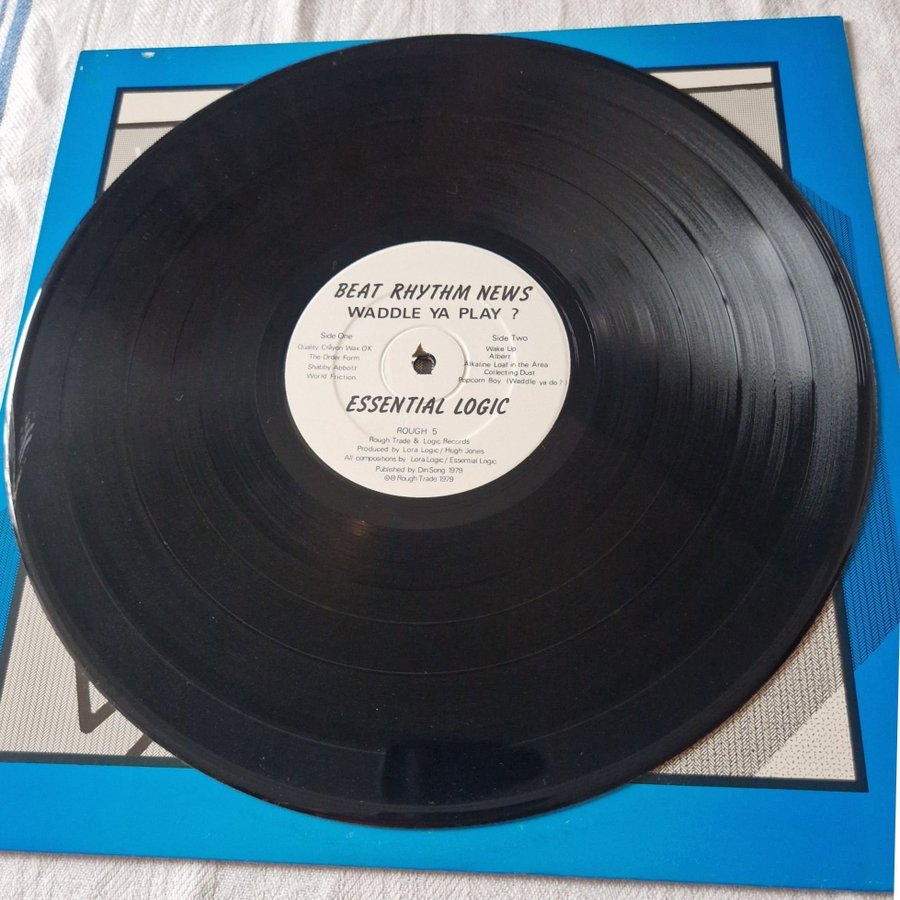 BEAT RHYTHM NEWS
WADDLE YA PLAY ?
Side One
Quality Crayon Wax OK
The Order Form
Shabby Abbott
World Friction
Side Two
Wake Up
Albert
Alkaline Loaf in the Area
Collecting Dust
Popcorn Boy (Waddle ya do?)
ESSENTIAL LOGIC
ROUGH 5
Rough Trade & Logic Records
Produced by Lora Logic / Hugh Jones
All compositions by Lora Logic / Essential Logic
Published by DinSong 1979
©℗ Rough Trade 1979